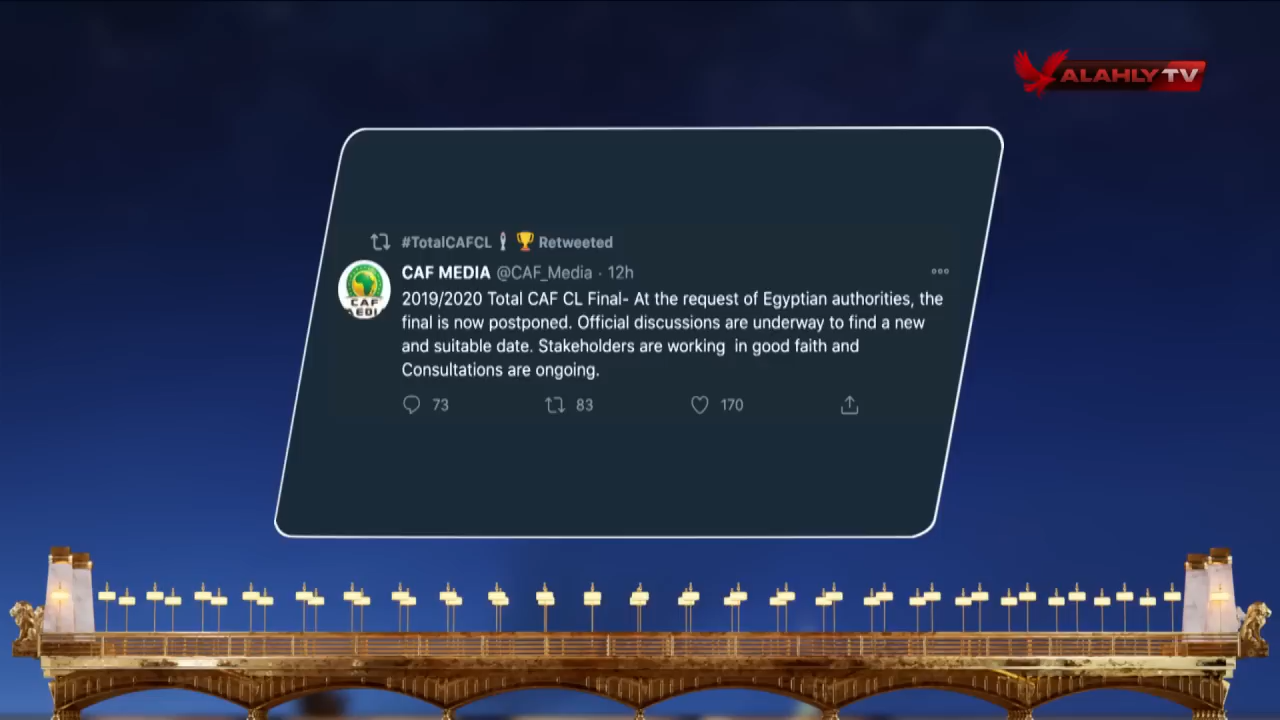 ALAHLY TV
#TotalCAFCL 🏆 Retweeted
CAF MEDIA @CAF_Media · 12h
2019/2020 Total CAF CL Final- At the request of Egyptian authorities, the
final is now postponed. Official discussions are underway to find a new
and suitable date. Stakeholders are working in good faith and
Consultations are ongoing.
73 83 170
CAF